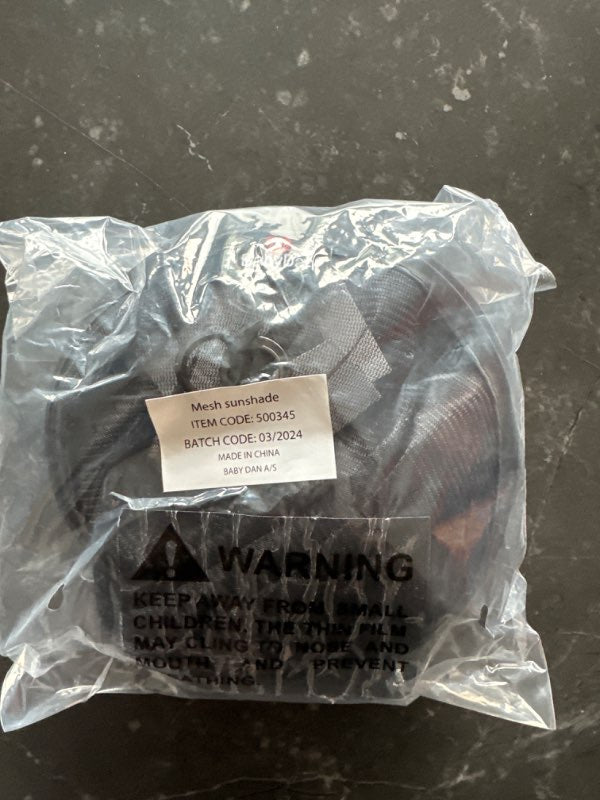 Mesh sunshade
ITEM CODE: 500345
BATCH CODE: 03/2024
MADE IN CHINA
BABY DAN A/S
WARNING
KEEP AWAY FROM SMALL
CHILDREN, THE THIN FILM
MAY CLING TO NOSE AND
MOUTH AND PREVENT
BREATHING.